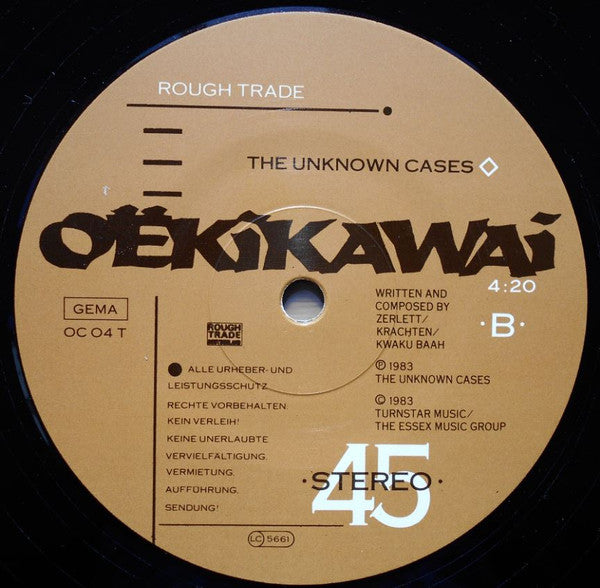 ROUGH TRADE
THE UNKNOWN CASES
OËKÎKAWAÍ
4:20
GEMA
OC 04 T
WRITTEN AND
COMPOSED BY
ZERLETT/
KRACHTEN/
KWAKU BAAH
·B·
ROUGH
TRADE
℗ 1983
THE UNKNOWN CASES
© 1983
TURNSTAR MUSIC/
THE ESSEX MUSIC GROUP
● ALLE URHEBER- UND
LEISTUNGSSCHUTZ
RECHTE VORBEHALTEN
KEIN VERLEIH!
KEINE UNERLAUBTE
VERVIELFÄLTIGUNG,
VERMIETUNG,
AUFFÜHRUNG,
SENDUNG!
45
·STEREO·
LC 5661